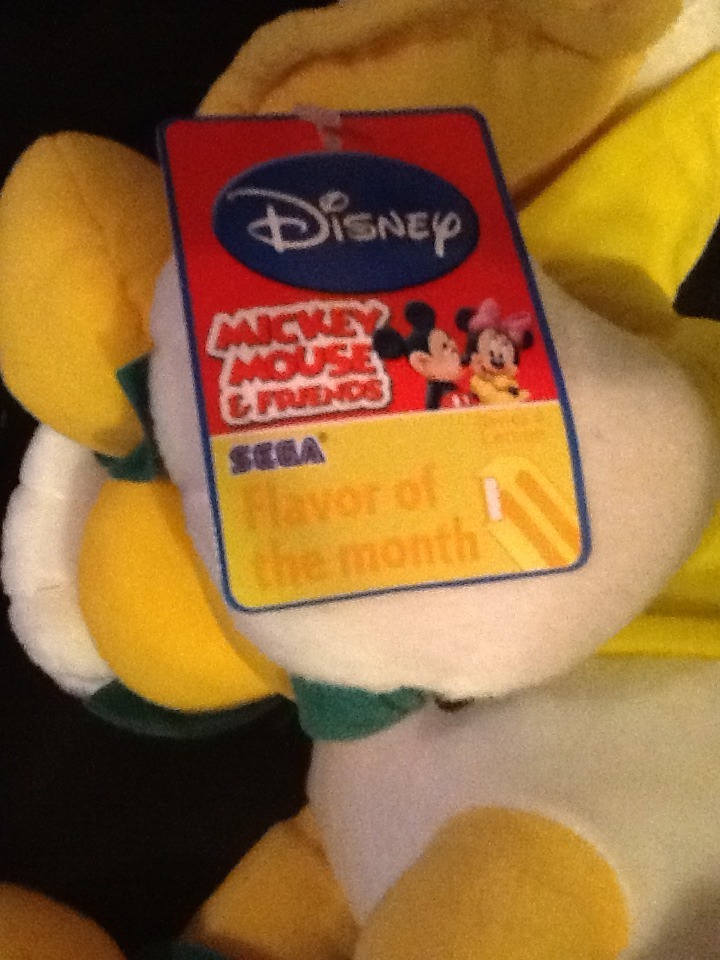 Disney
MICKEY
MOUSE
& FRIENDS
SEGA
Flavor of
the month